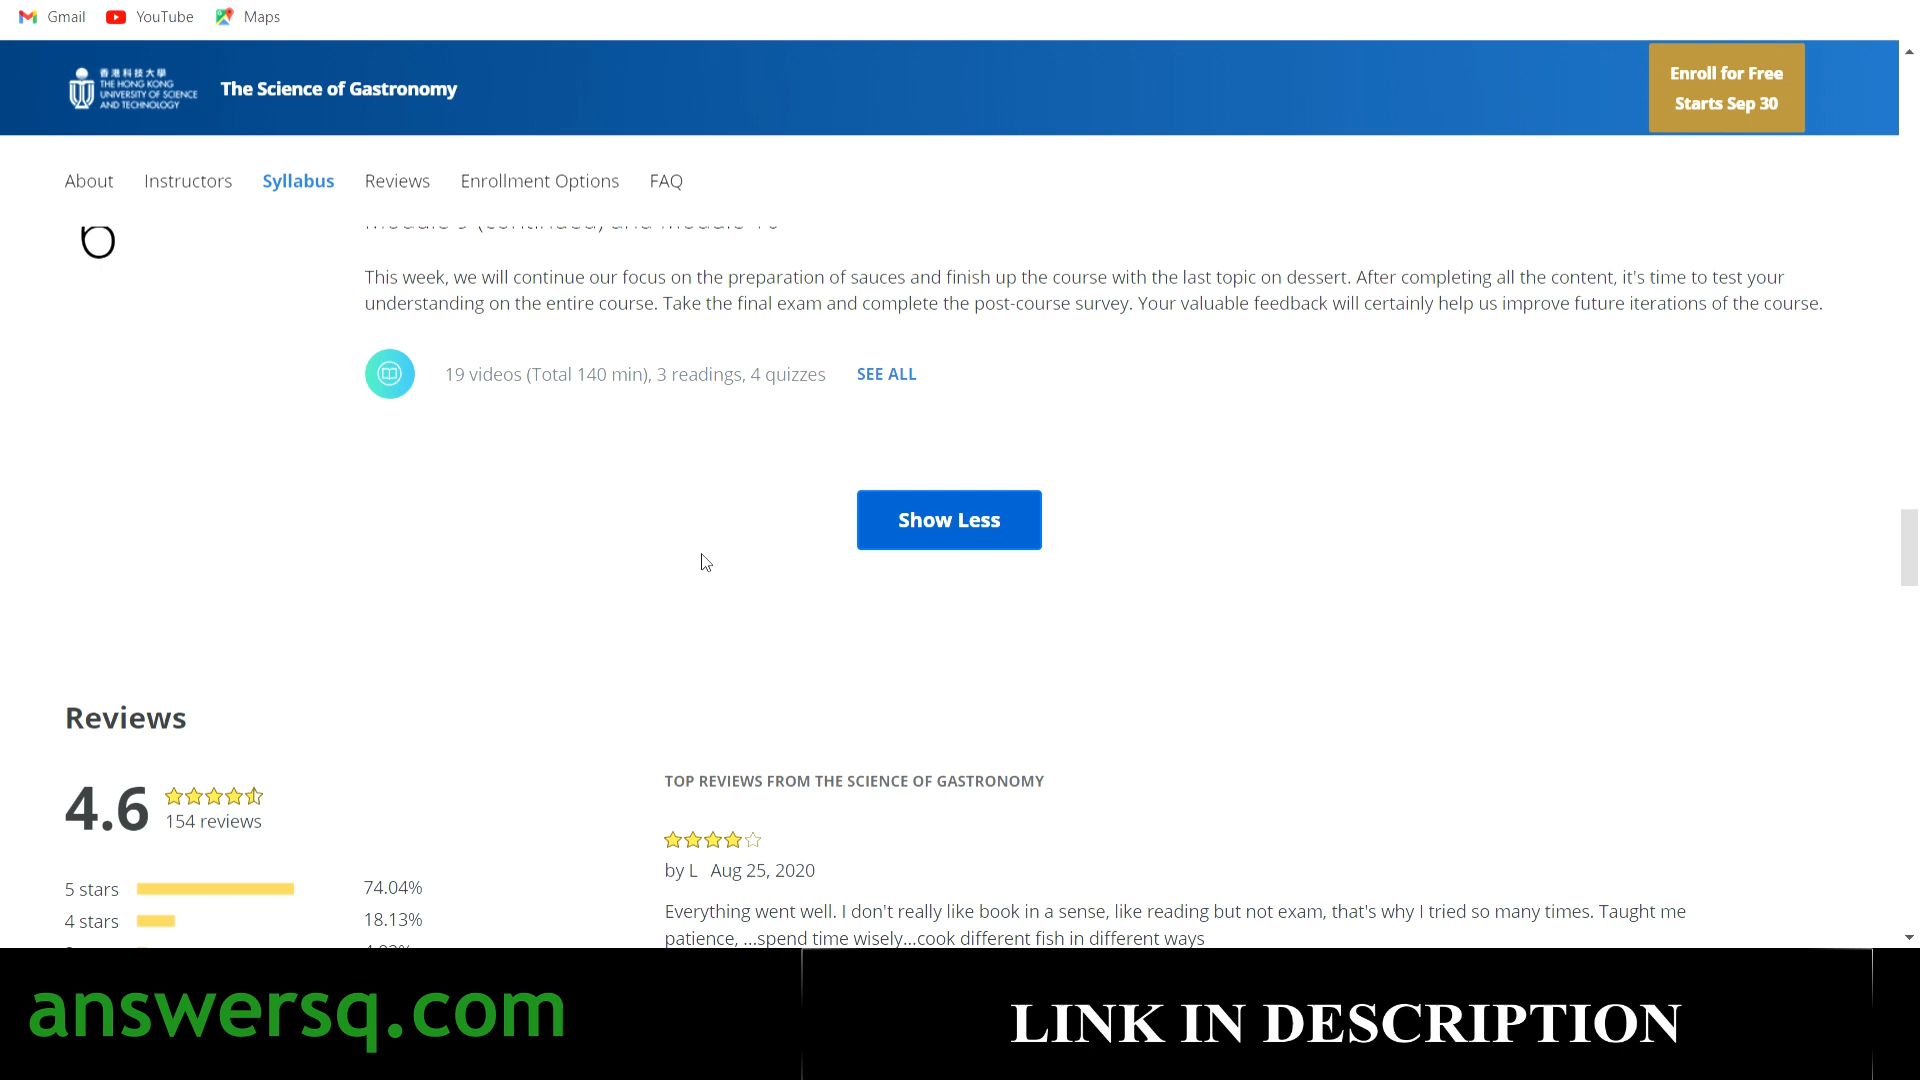 Gmail YouTube Maps
香港科技大學
THE HONG KONG
UNIVERSITY OF SCIENCE
AND TECHNOLOGY
The Science of Gastronomy
Enroll for Free
Starts Sep 30
About Instructors Syllabus Reviews Enrollment Options FAQ
6
This week, we will continue our focus on the preparation of sauces and finish up the course with the last topic on dessert. After completing all the content, it's time to test your
understanding on the entire course. Take the final exam and complete the post-course survey. Your valuable feedback will certainly help us improve future iterations of the course.
19 videos (Total 140 min), 3 readings, 4 quizzes SEE ALL
Show Less
Reviews
4.6
154 reviews
5 stars 74.04%
4 stars 18.13%
TOP REVIEWS FROM THE SCIENCE OF GASTRONOMY
by L Aug 25, 2020
Everything went well. I don't really like book in a sense, like reading but not exam, that's why I tried so many times. Taught me
patience, ...spend time wisely...cook different fish in different ways
answersq.com
LINK IN DESCRIPTION